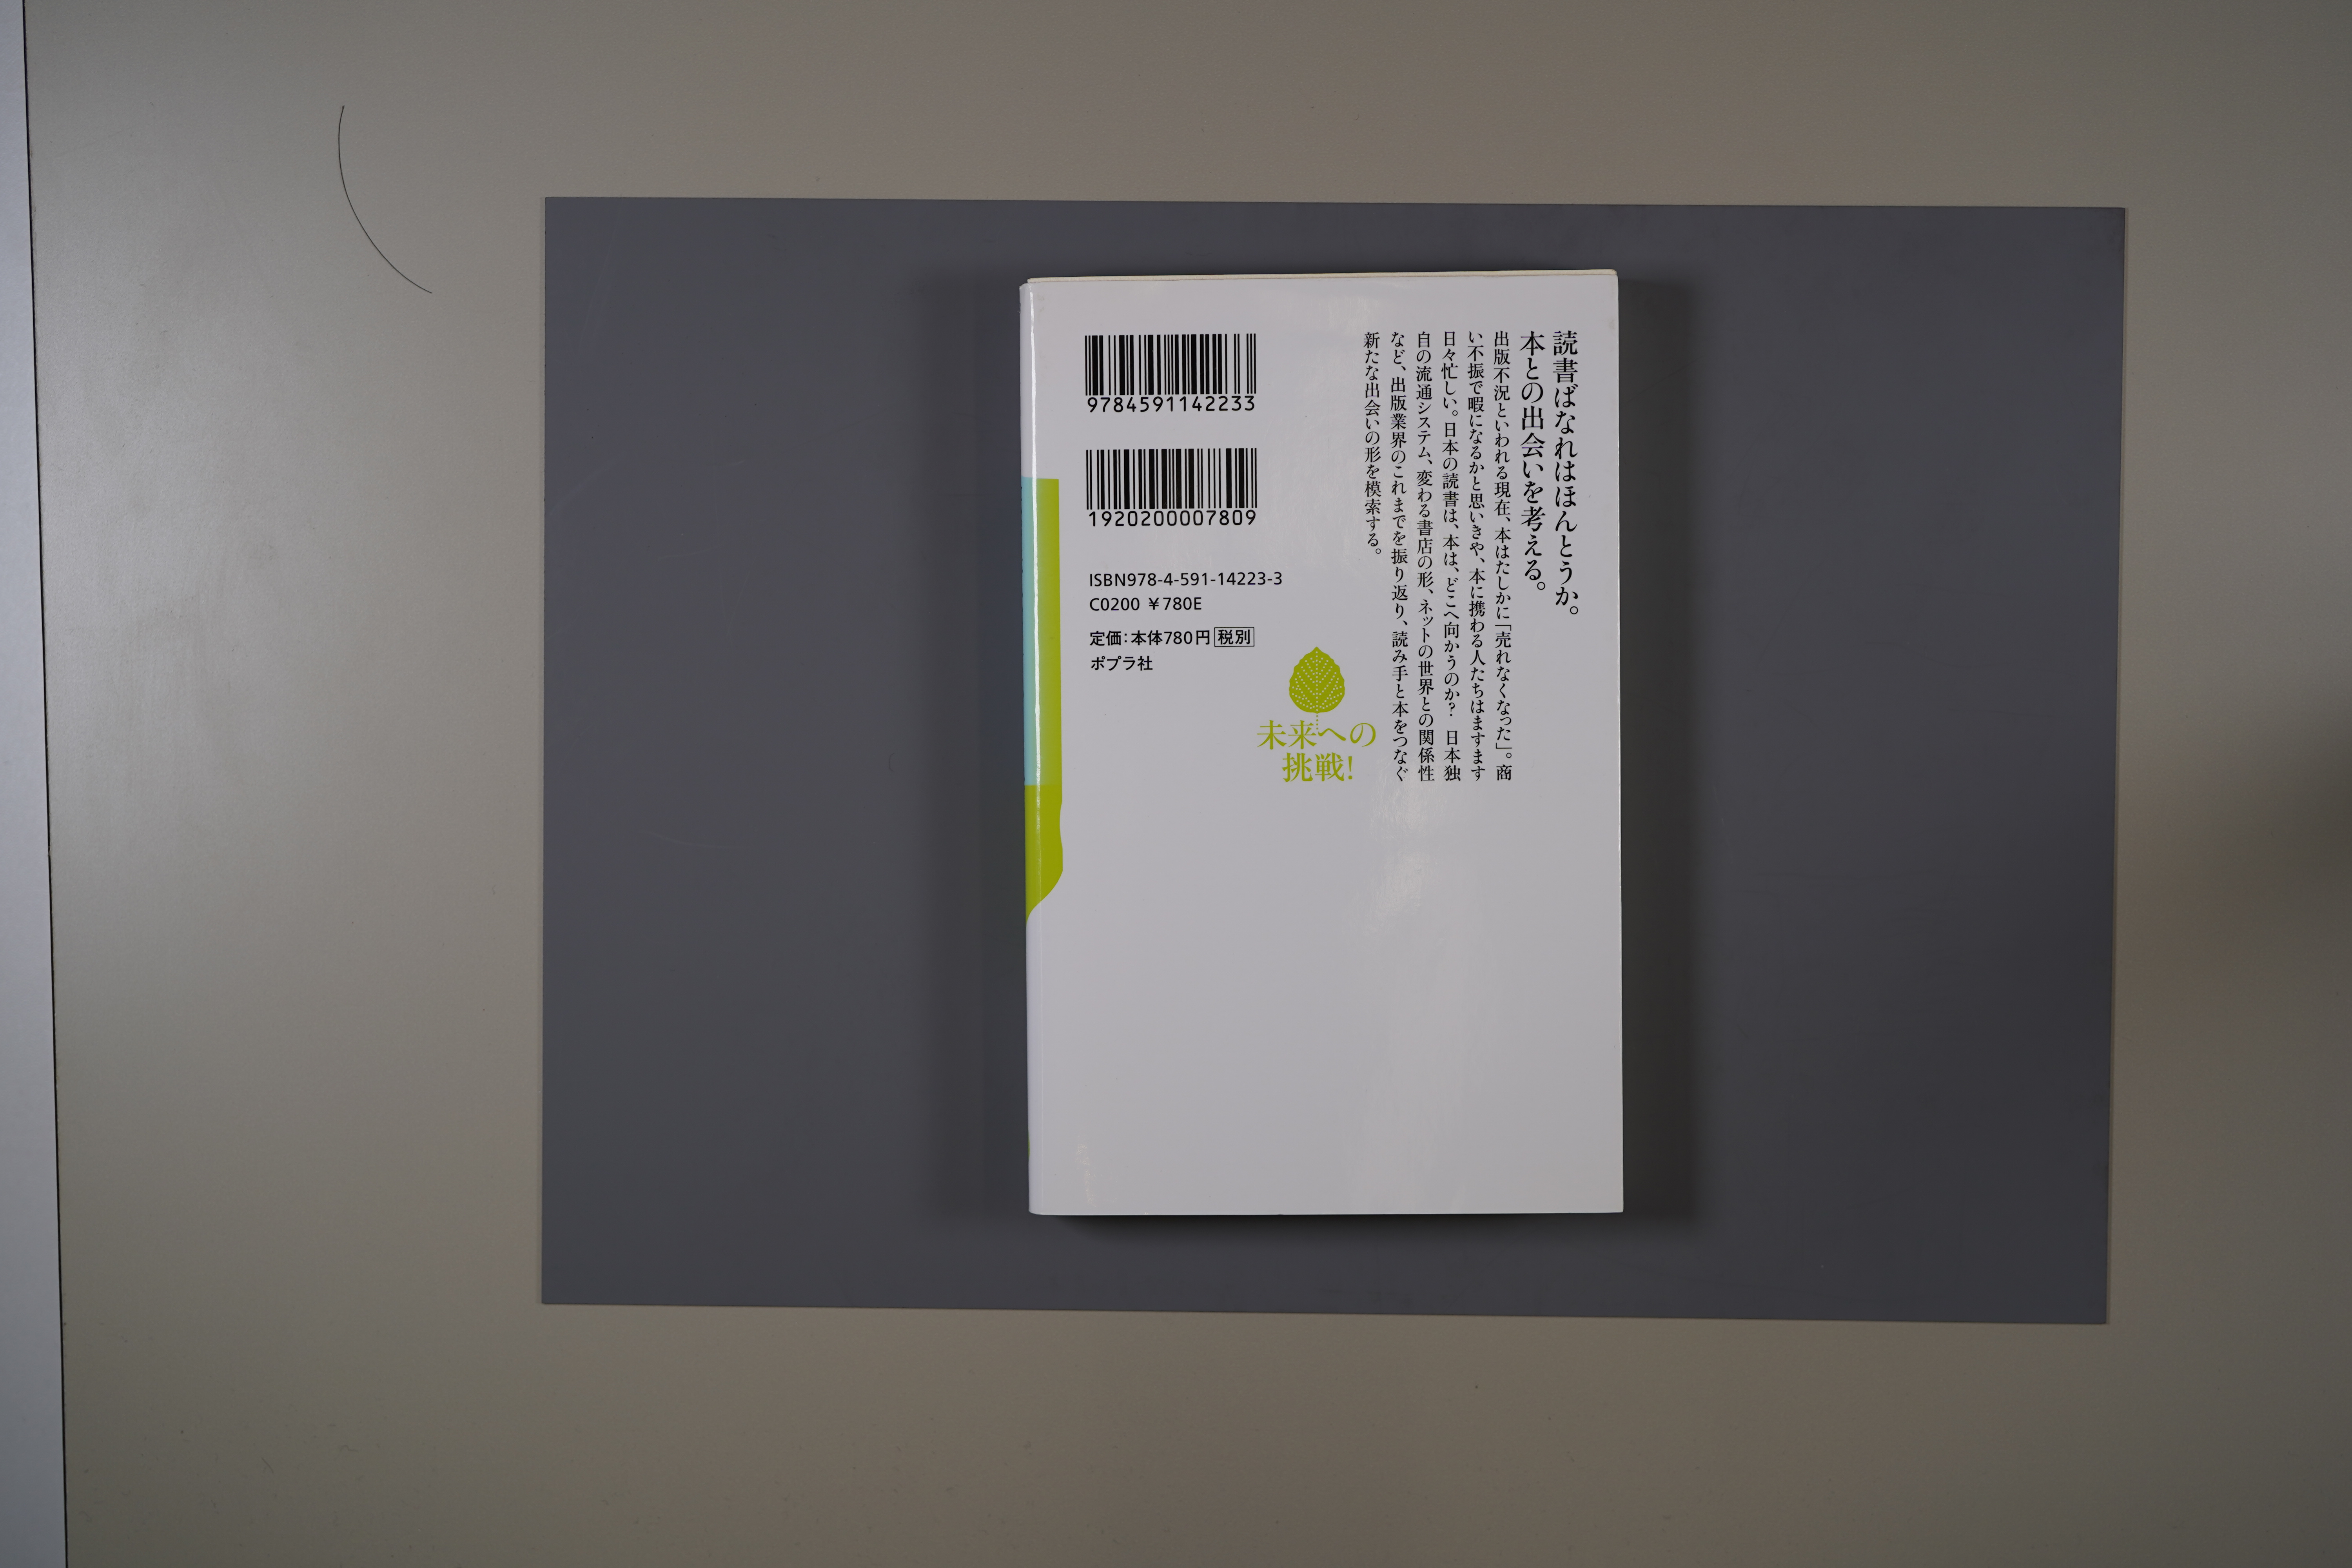 読書ばなれはほんとうか。
本との出会いを考える。
出版不況といわれる現在、本はたしかに「売れなくなった」。商
い不振で暇になるかと思いきや、本に携わる人たちはますます
日々忙しい。日本の読書は、本は、どこへ向かうのか？ 日本独
自の流通システム、変わる書店の形、ネットの世界との関係性
など、出版業界のこれまでを振り返り、読み手と本をつなぐ
新たな出会いの形を模索する。
9784591142233
1920200007809
ISBN978-4-591-14223-3
C0200 ￥780E
定価：本体780円 税別
ポプラ社
未来への
挑戦！